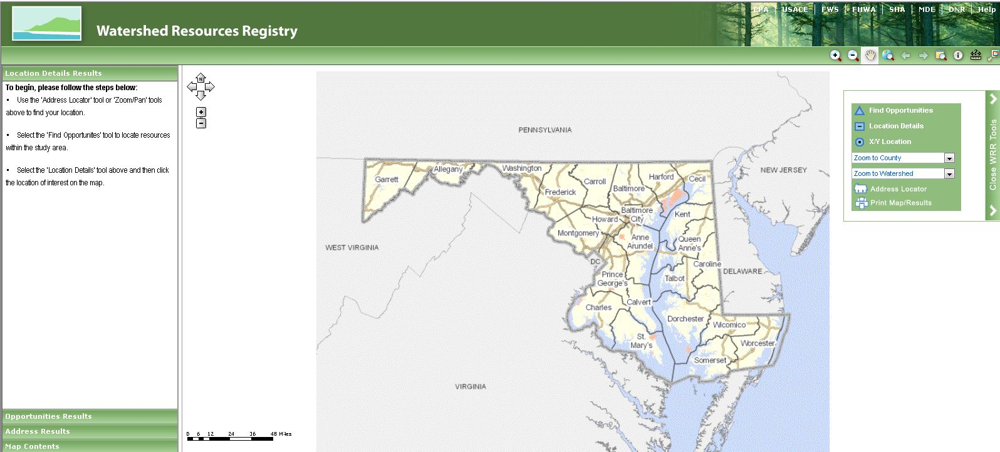 EPA USACE FWS FHWA SHA MDE DNR Help
Watershed Resources Registry
Location Details Results
To begin, please follow the steps below:
• Use the 'Address Locator' tool or 'Zoom/Pan' tools
above to find your location.
• Select the 'Find Opportunites' tool to locate resources
within the study area.
• Select the 'Location Details' tool above and then click
the location of interest on the map.
Opportunities Results
Address Results
Map Contents
N
+
−
0 6 12 24 36 48 Miles
PENNSYLVANIA
NEW JERSEY
WEST VIRGINIA
DELAWARE
VIRGINIA
DC
Garrett
Allegany
Washington
Frederick
Carroll
Baltimore
Harford
Cecil
Baltimore
City
Howard
Kent
Montgomery
Anne
Arundel
Queen
Anne's
Caroline
Talbot
Prince
George's
Calvert
Charles
Dorchester
Wicomico
St.
Mary's
Worcester
Somerset
Find Opportunities
Location Details
X/Y Location
Zoom to County
Zoom to Watershed
Address Locator
Print Map/Results
Close WRR Tools